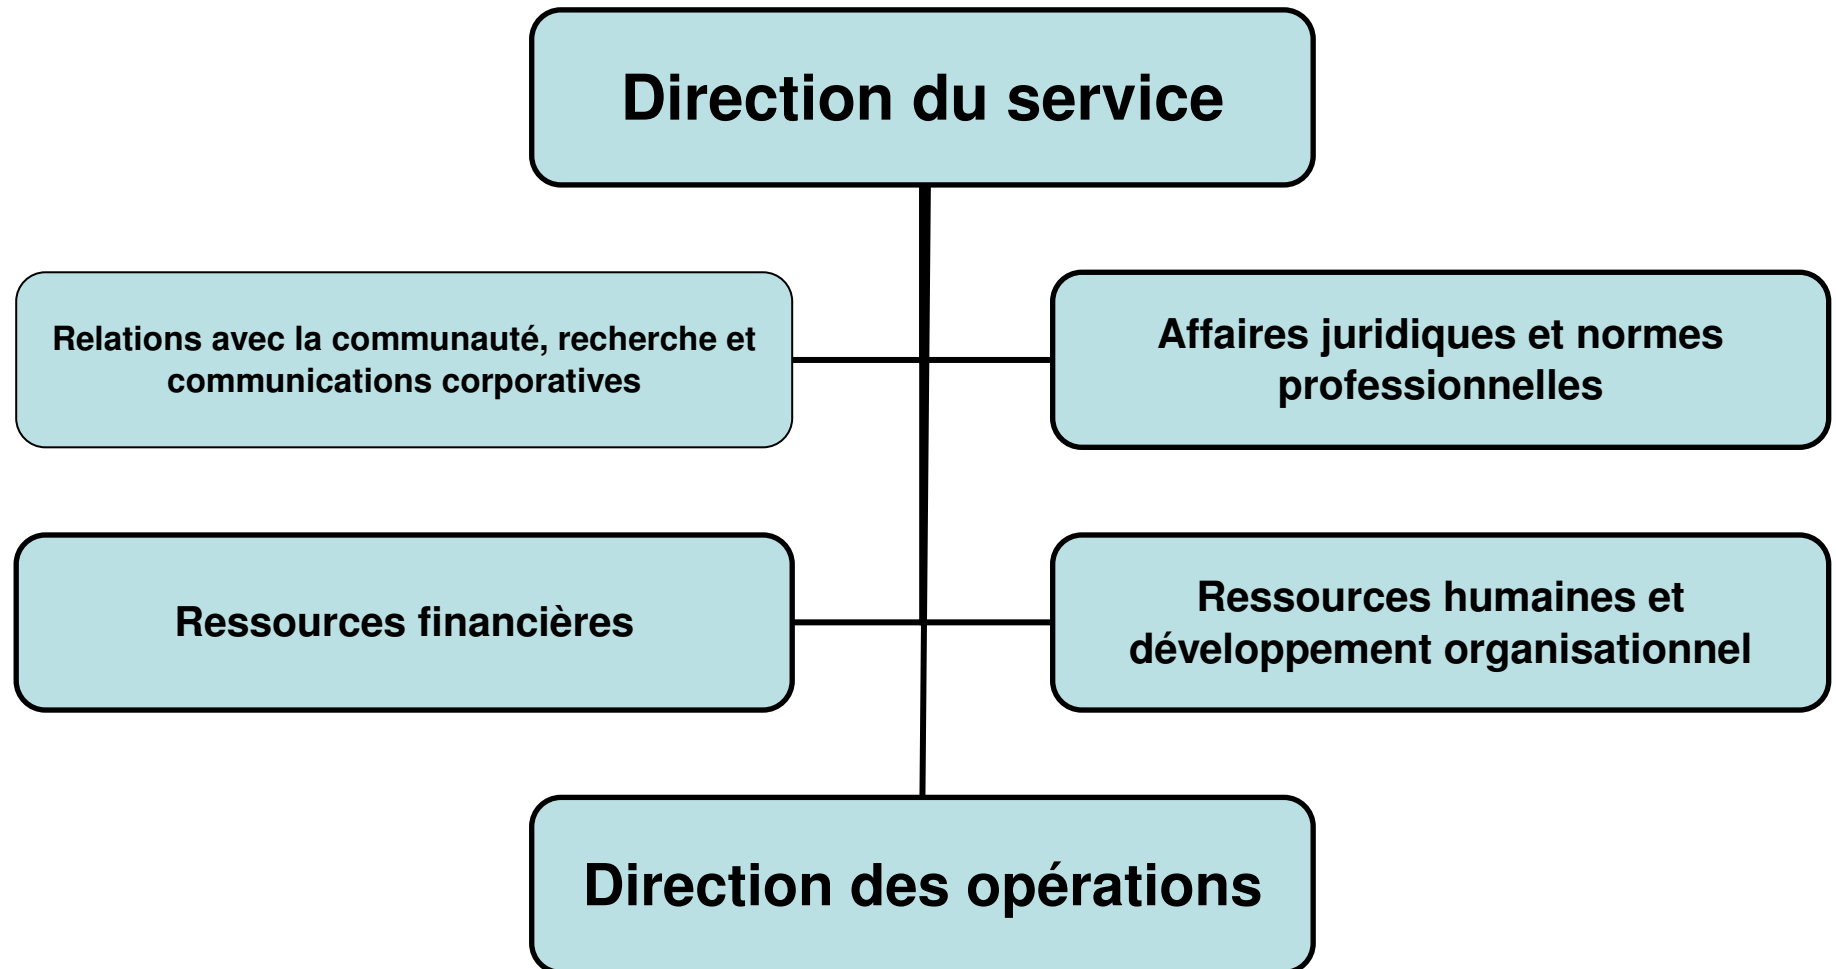 Direction du service
Relations avec la communauté, recherche et
communications corporatives
Affaires juridiques et normes
professionnelles
Ressources financières
Ressources humaines et
développement organisationnel
Direction des opérations